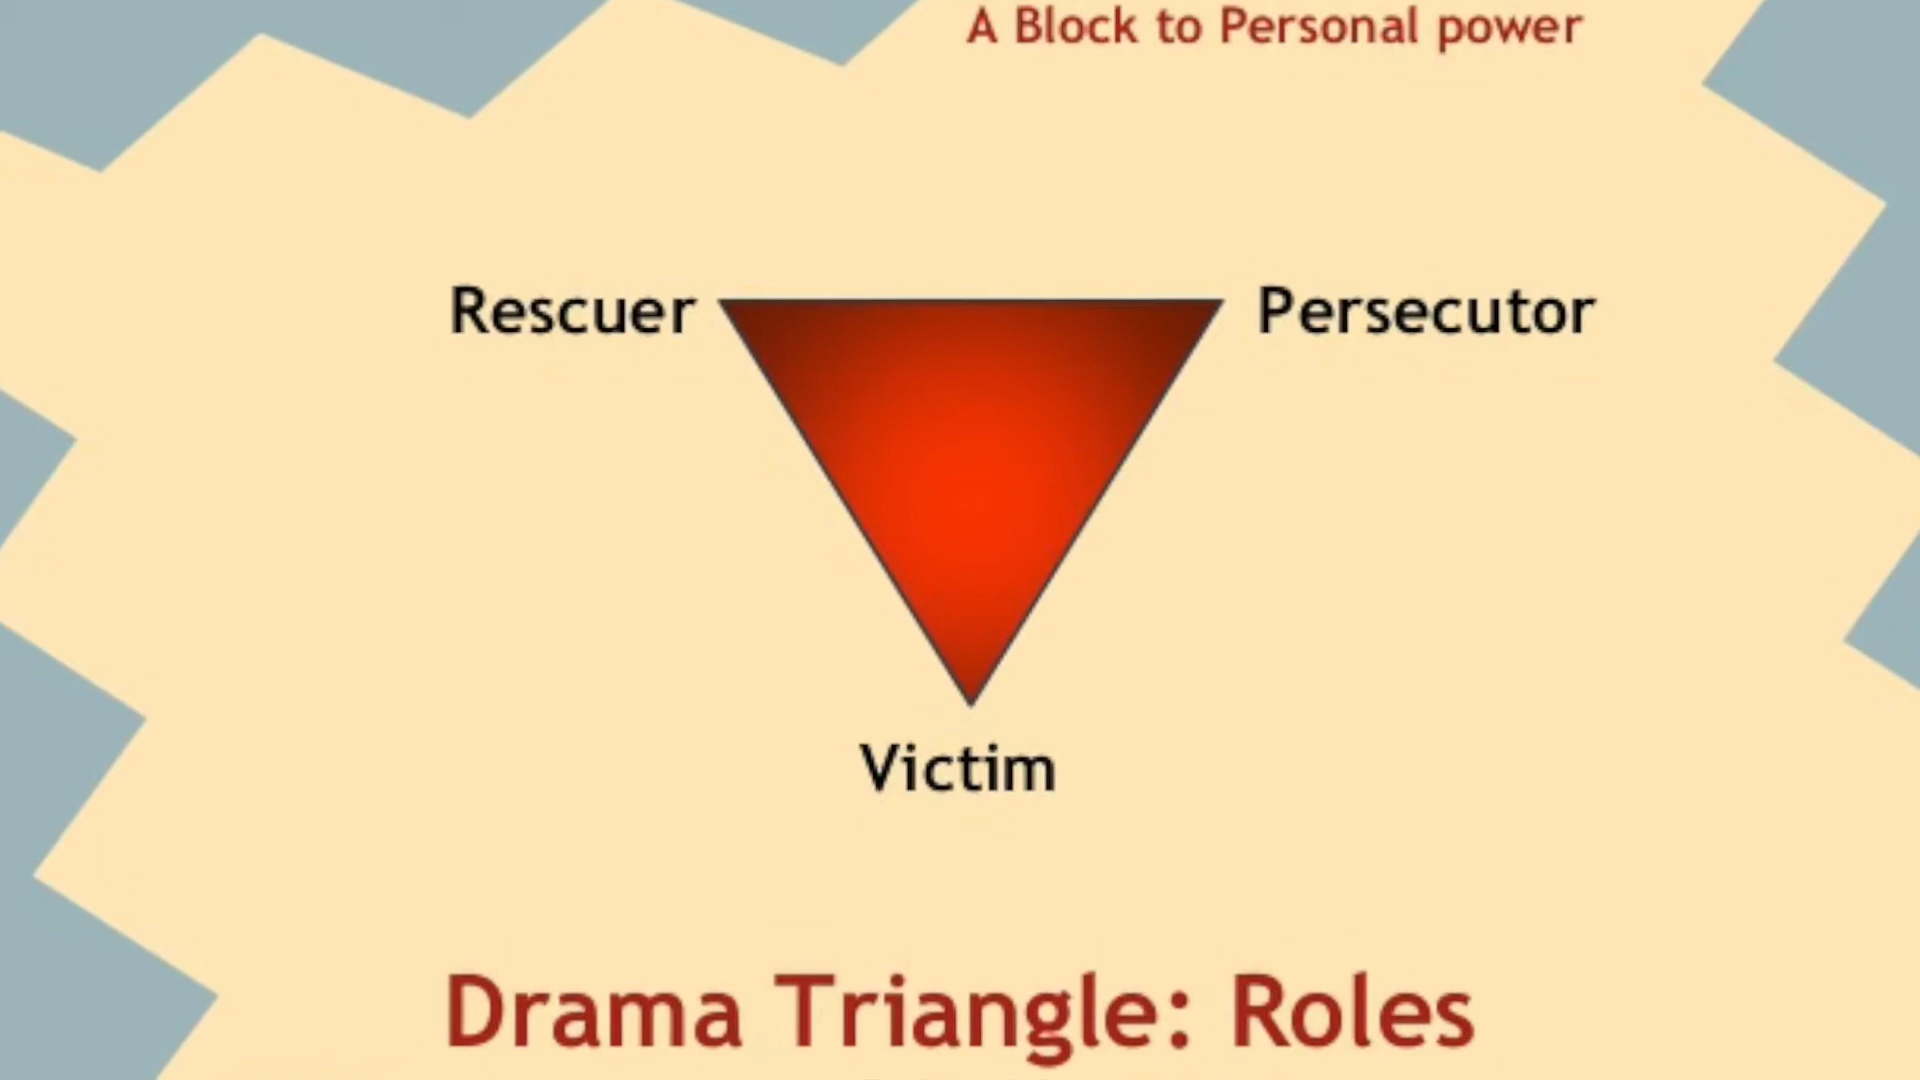 A Block to Personal power
Rescuer
Persecutor
Victim
Drama Triangle: Roles